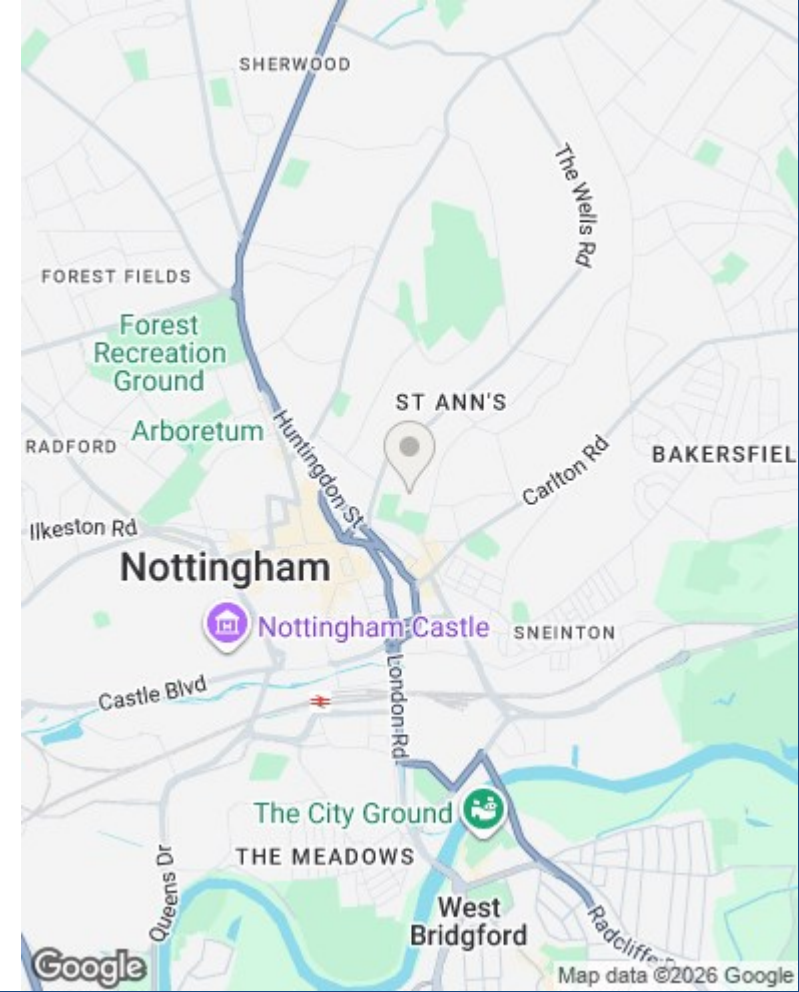 SHERWOOD
The Wells Rd
FOREST FIELDS
Forest
Recreation
Ground
ST ANN'S
Arboretum
RADFORD
Huntingdon St
Carlton Rd
BAKERSFIEL
Ilkeston Rd
Nottingham
Nottingham Castle
SNEINTON
Castle Blvd
London Rd
The City Ground
THE MEADOWS
Queens Dr
West
Bridgford
Radcliffe
Google
Map data ©2026 Google